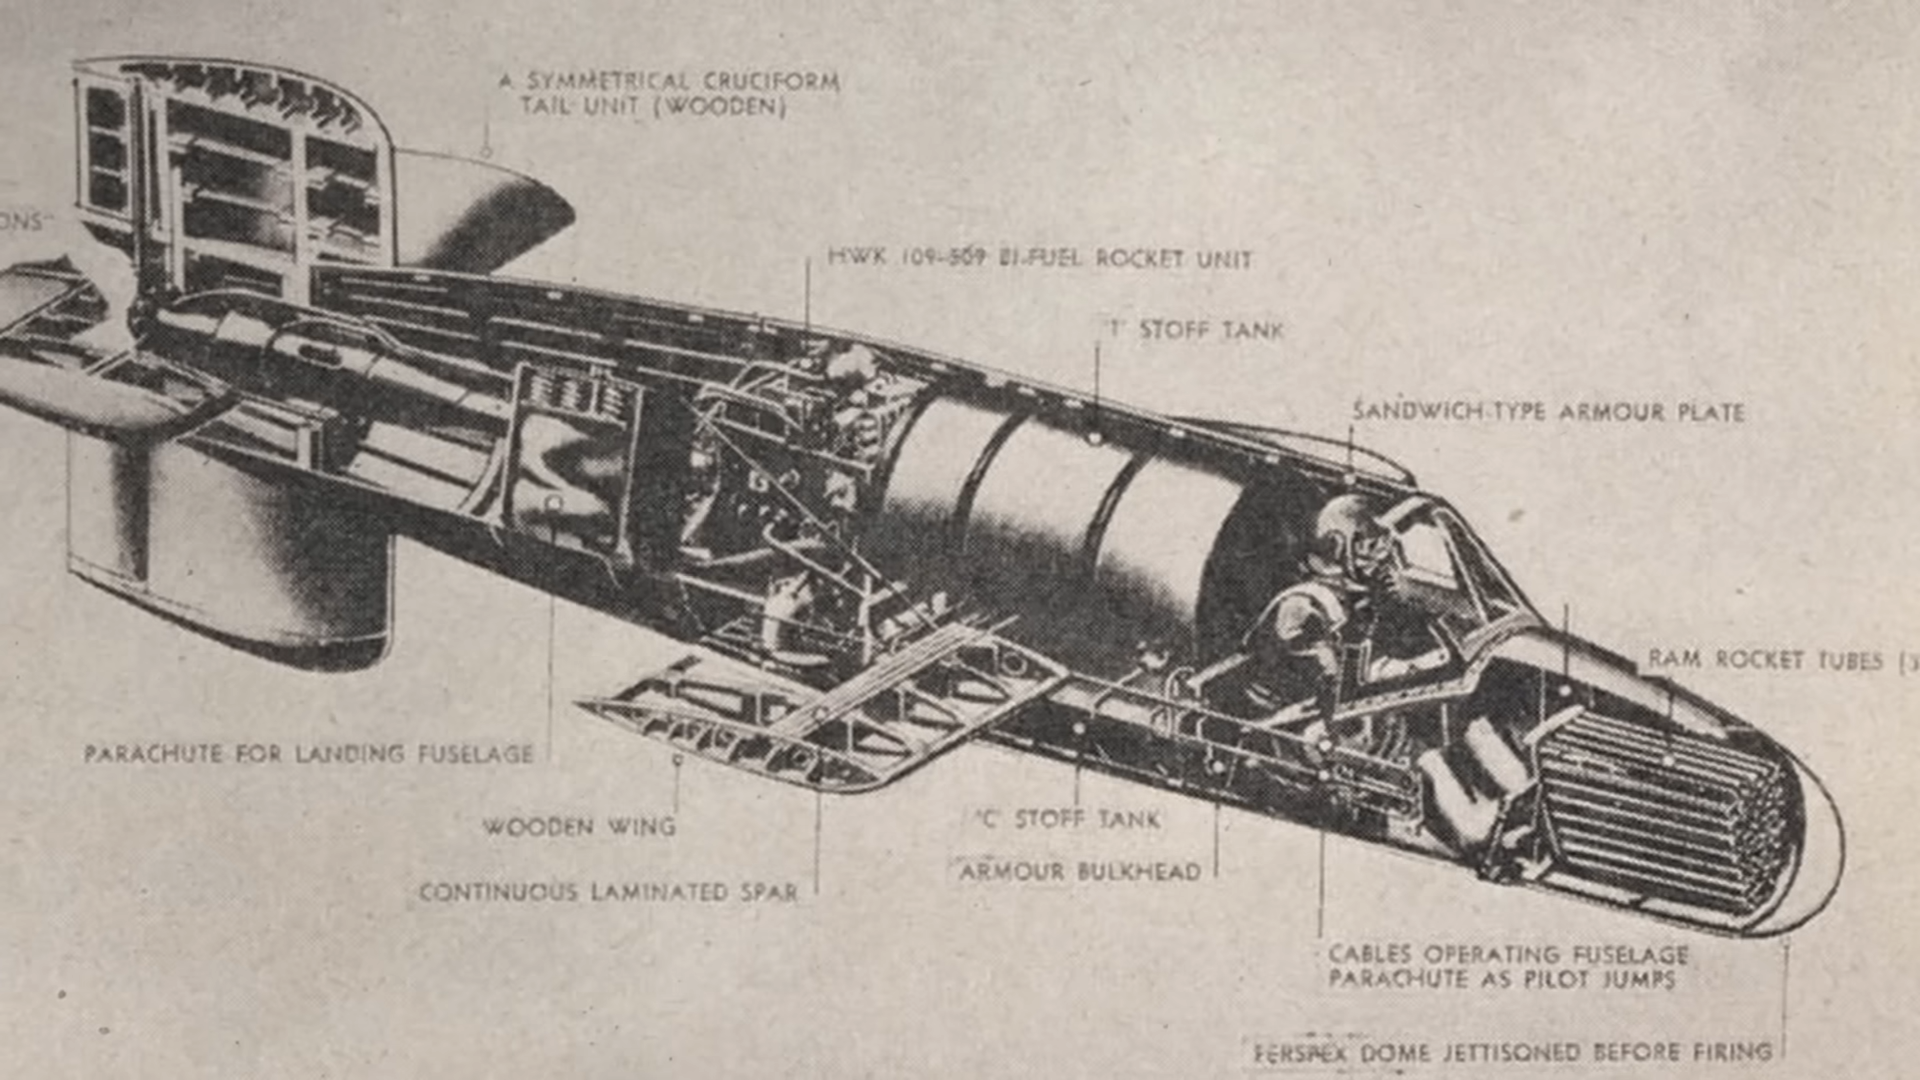 A SYMMETRICAL CRUCIFORM
TAIL UNIT (WOODEN)
ONS"
HWK 109-509 BI-FUEL ROCKET UNIT
'T' STOFF TANK
SANDWICH-TYPE ARMOUR PLATE
RAM ROCKET TUBES
PARACHUTE FOR LANDING FUSELAGE
WOODEN WING
'C' STOFF TANK
ARMOUR BULKHEAD
CONTINUOUS LAMINATED SPAR
CABLES OPERATING FUSELAGE
PARACHUTE AS PILOT JUMPS
PERSPEX DOME JETTISONED BEFORE FIRING